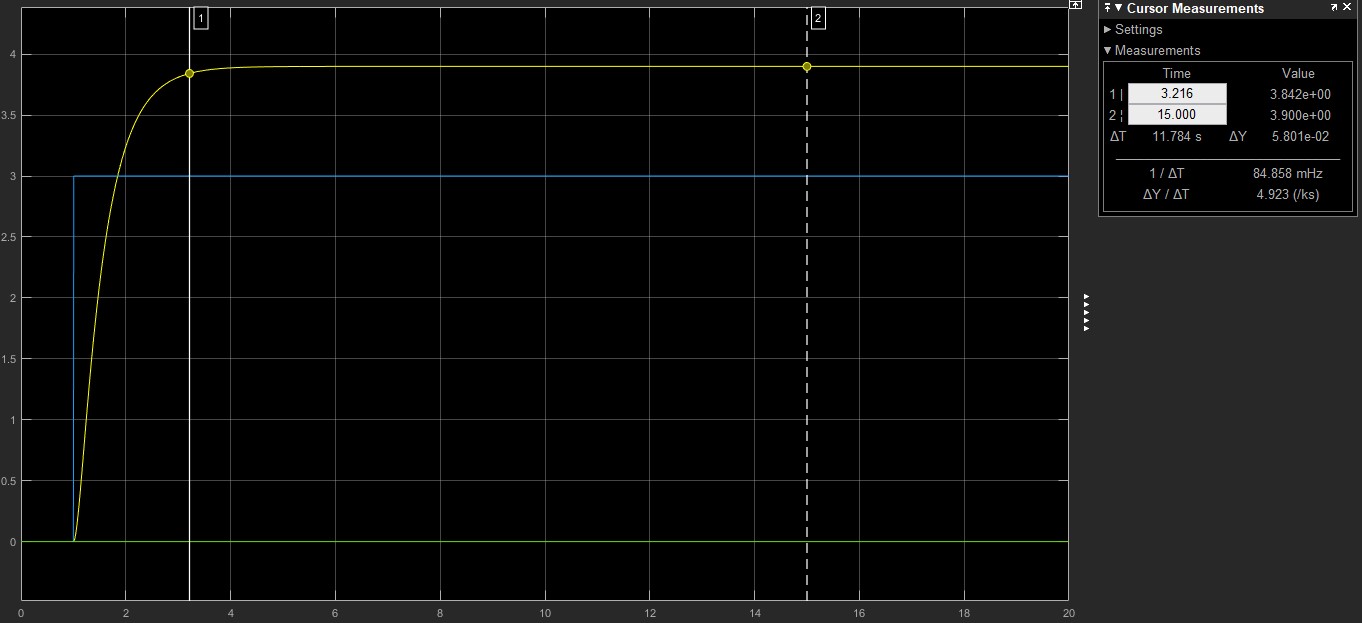 1
2
4
3.5
3
2.5
2
1.5
1
0.5
0
0 2 4 6 8 10 12 14 16 18 20
Cursor Measurements
Settings
Measurements
Time Value
1 | 3.216 3.842e+00
2 ¦ 15.000 3.900e+00
ΔT 11.784 s ΔY 5.801e-02
1 / ΔT 84.858 mHz
ΔY / ΔT 4.923 (/ks)